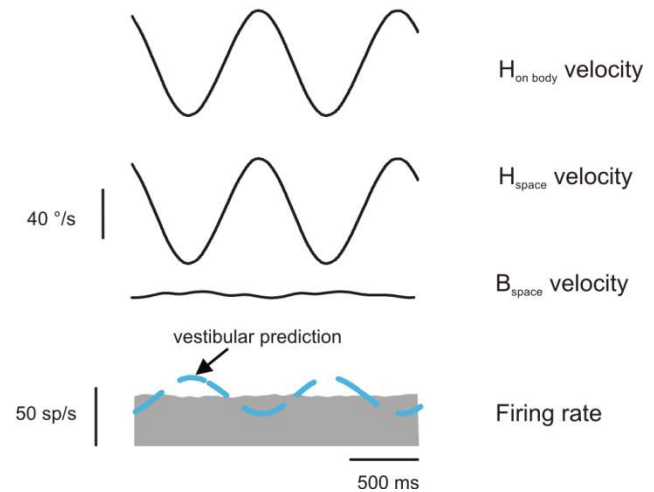 H on body velocity
H space velocity
40 °/s
B space velocity
vestibular prediction
50 sp/s
Firing rate
500 ms